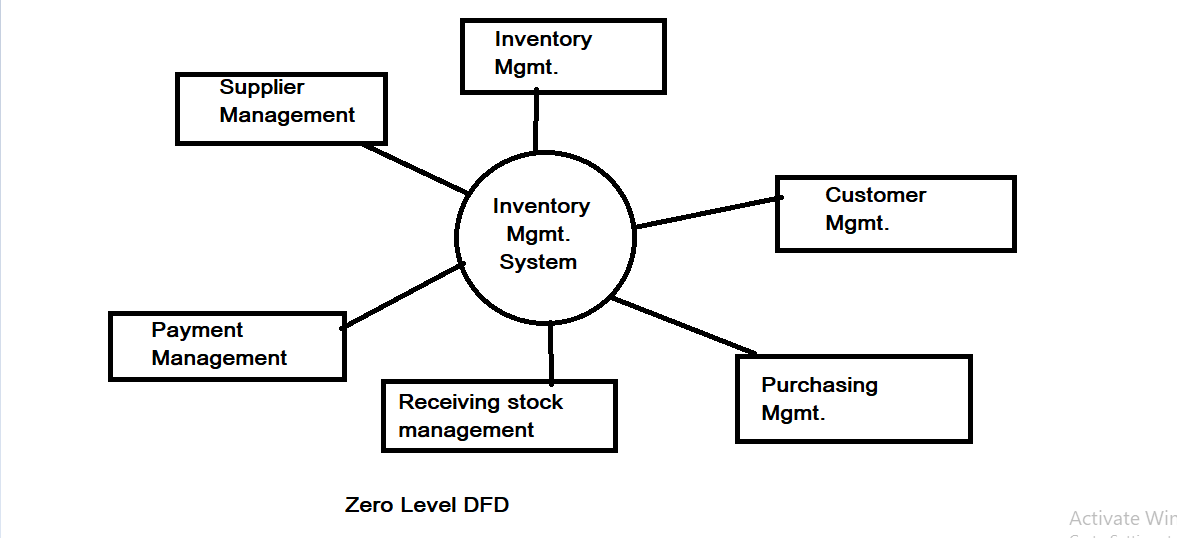 Inventory
Mgmt.
Supplier
Management
Inventory
Mgmt.
System
Customer
Mgmt.
Payment
Management
Receiving stock
management
Purchasing
Mgmt.
Zero Level DFD
Activate Win